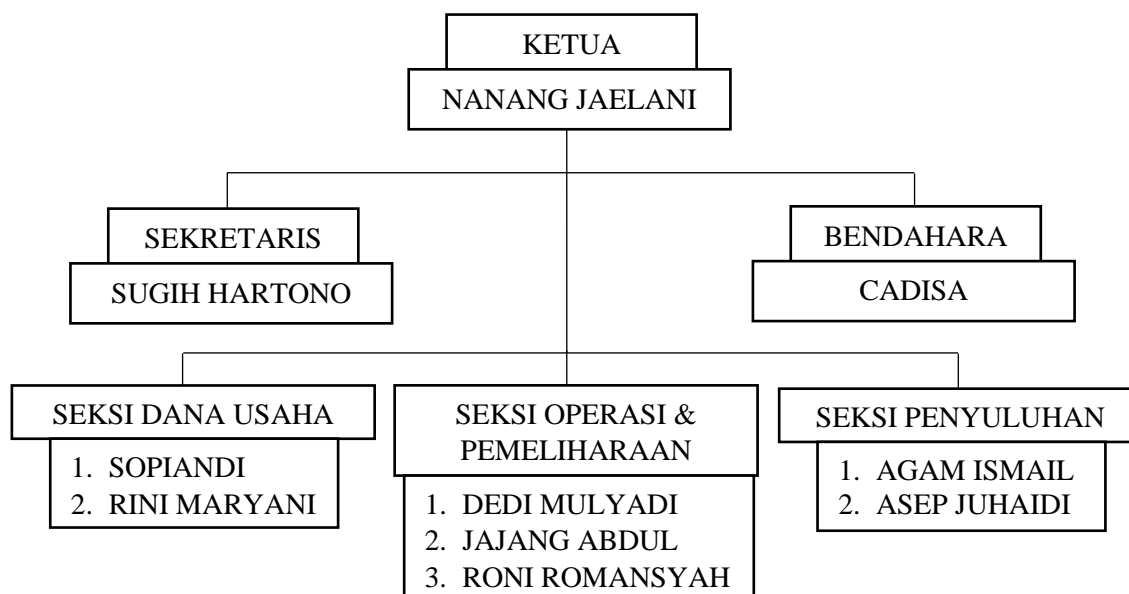 KETUA
NANANG JAELANI
SEKRETARIS
SUGIH HARTONO
BENDAHARA
CADISA
SEKSI DANA USAHA
1. SOPIANDI
2. RINI MARYANI
SEKSI OPERASI &
PEMELIHARAAN
1. DEDI MULYADI
2. JAJANG ABDUL
3. RONI ROMANSYAH
SEKSI PENYULUHAN
1. AGAM ISMAIL
2. ASEP JUHAIDI